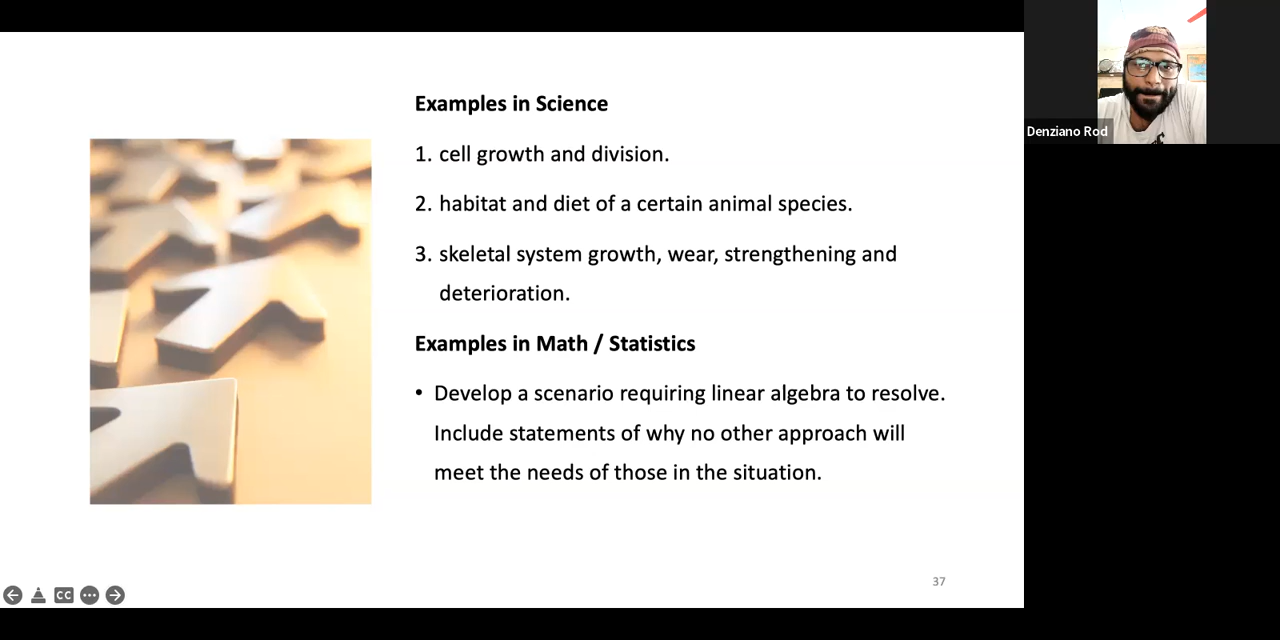 Examples in Science
1. cell growth and division.
2. habitat and diet of a certain animal species.
3. skeletal system growth, wear, strengthening and
deterioration.
Examples in Math / Statistics
• Develop a scenario requiring linear algebra to resolve.
Include statements of why no other approach will
meet the needs of those in the situation.
37
CC
Denziano Rod